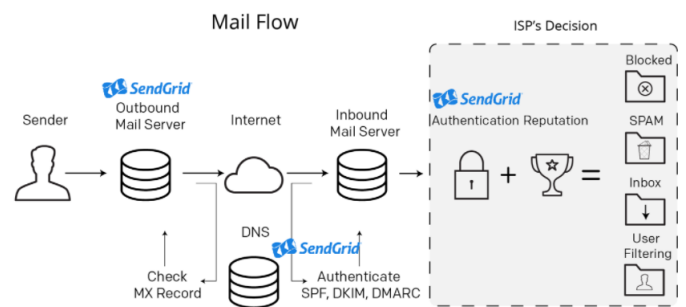 Mail Flow
ISP's Decision
Blocked
SendGrid
Outbound
Mail Server
Sender
Internet
Inbound
Mail Server
SendGrid
Authentication Reputation
SPAM
+
=
Inbox
User
Filtering
DNS
SendGrid
Check
MX Record
Authenticate
SPF, DKIM, DMARC